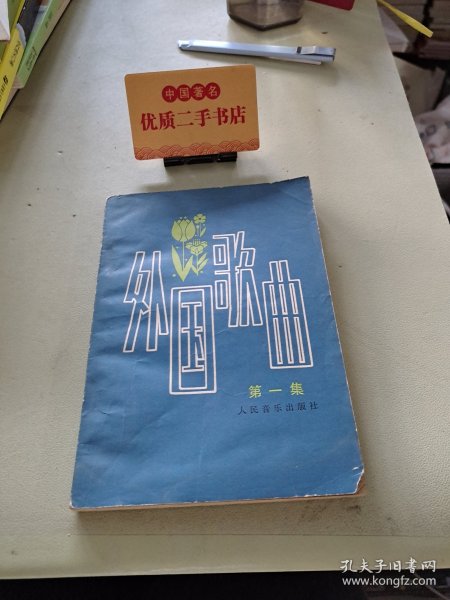 中国著名
优质二手书店
外国歌曲
第一集
人民音乐出版社
孔夫子旧书网
www.kongfz.com